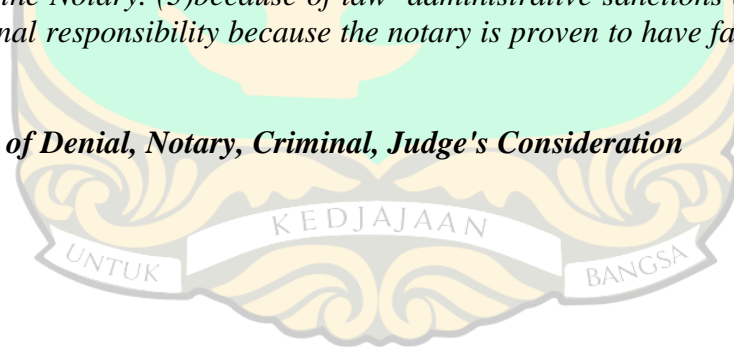 the Notary. (3)because of law administrative sanctions
nal responsibility because the notary is proven to have fa
of Denial, Notary, Criminal, Judge's Consideration
KEDJAJAAN
UNTUK
BANGSA